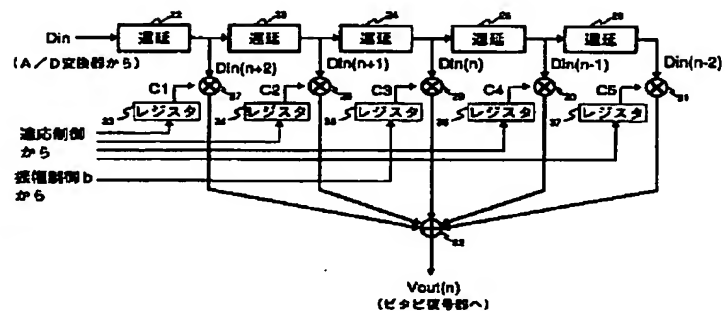 22 23 24 25 26
Din 遅延 遅延 遅延 遅延 遅延
(A/D変換器から)
Din(n+2) Din(n+1) Din(n) Din(n-1) Din(n-2)
C1 C2 C3 C4 C5
27 28 29 30 31
33 レジスタ 34 レジスタ 35 レジスタ 36 レジスタ 37 レジスタ
適応制御
から
振幅制御b
から
32
Vout(n)
(ビタビ復号器へ)